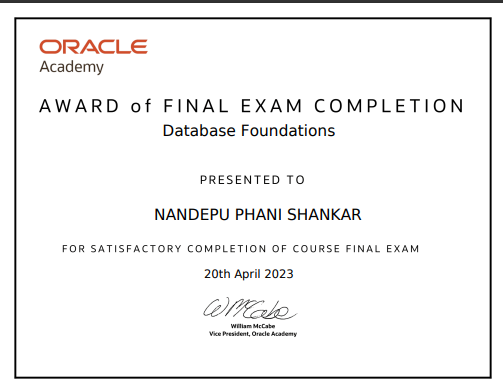 ORACLE
Academy
AWARD of FINAL EXAM COMPLETION
Database Foundations
PRESENTED TO
NANDEPU PHANI SHANKAR
FOR SATISFACTORY COMPLETION OF COURSE FINAL EXAM
20th April 2023
WMcCabe
William McCabe
Vice President, Oracle Academy